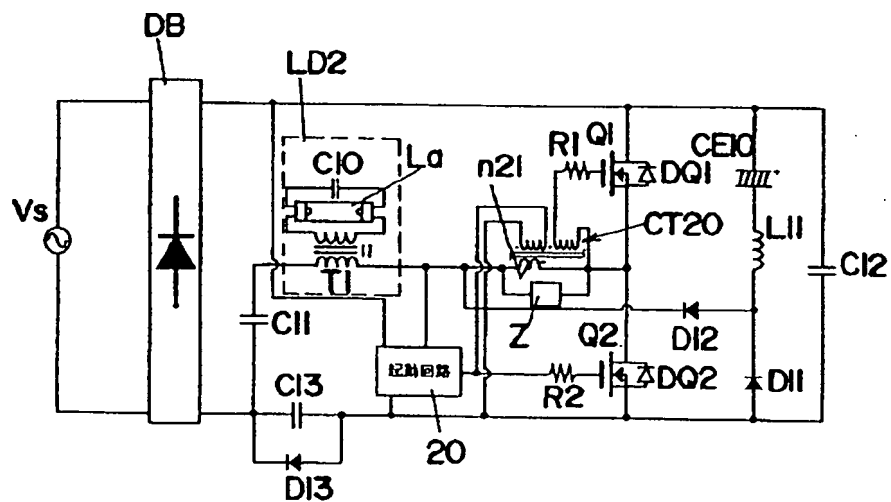 DB
LD2
La
C10
R1
Q1
CE10
n21
DQ1
Vs
CT20
L11
T1
C12
C11
Z
Q2
D12
起動回路
C13
R2
DQ2
D11
20
D13